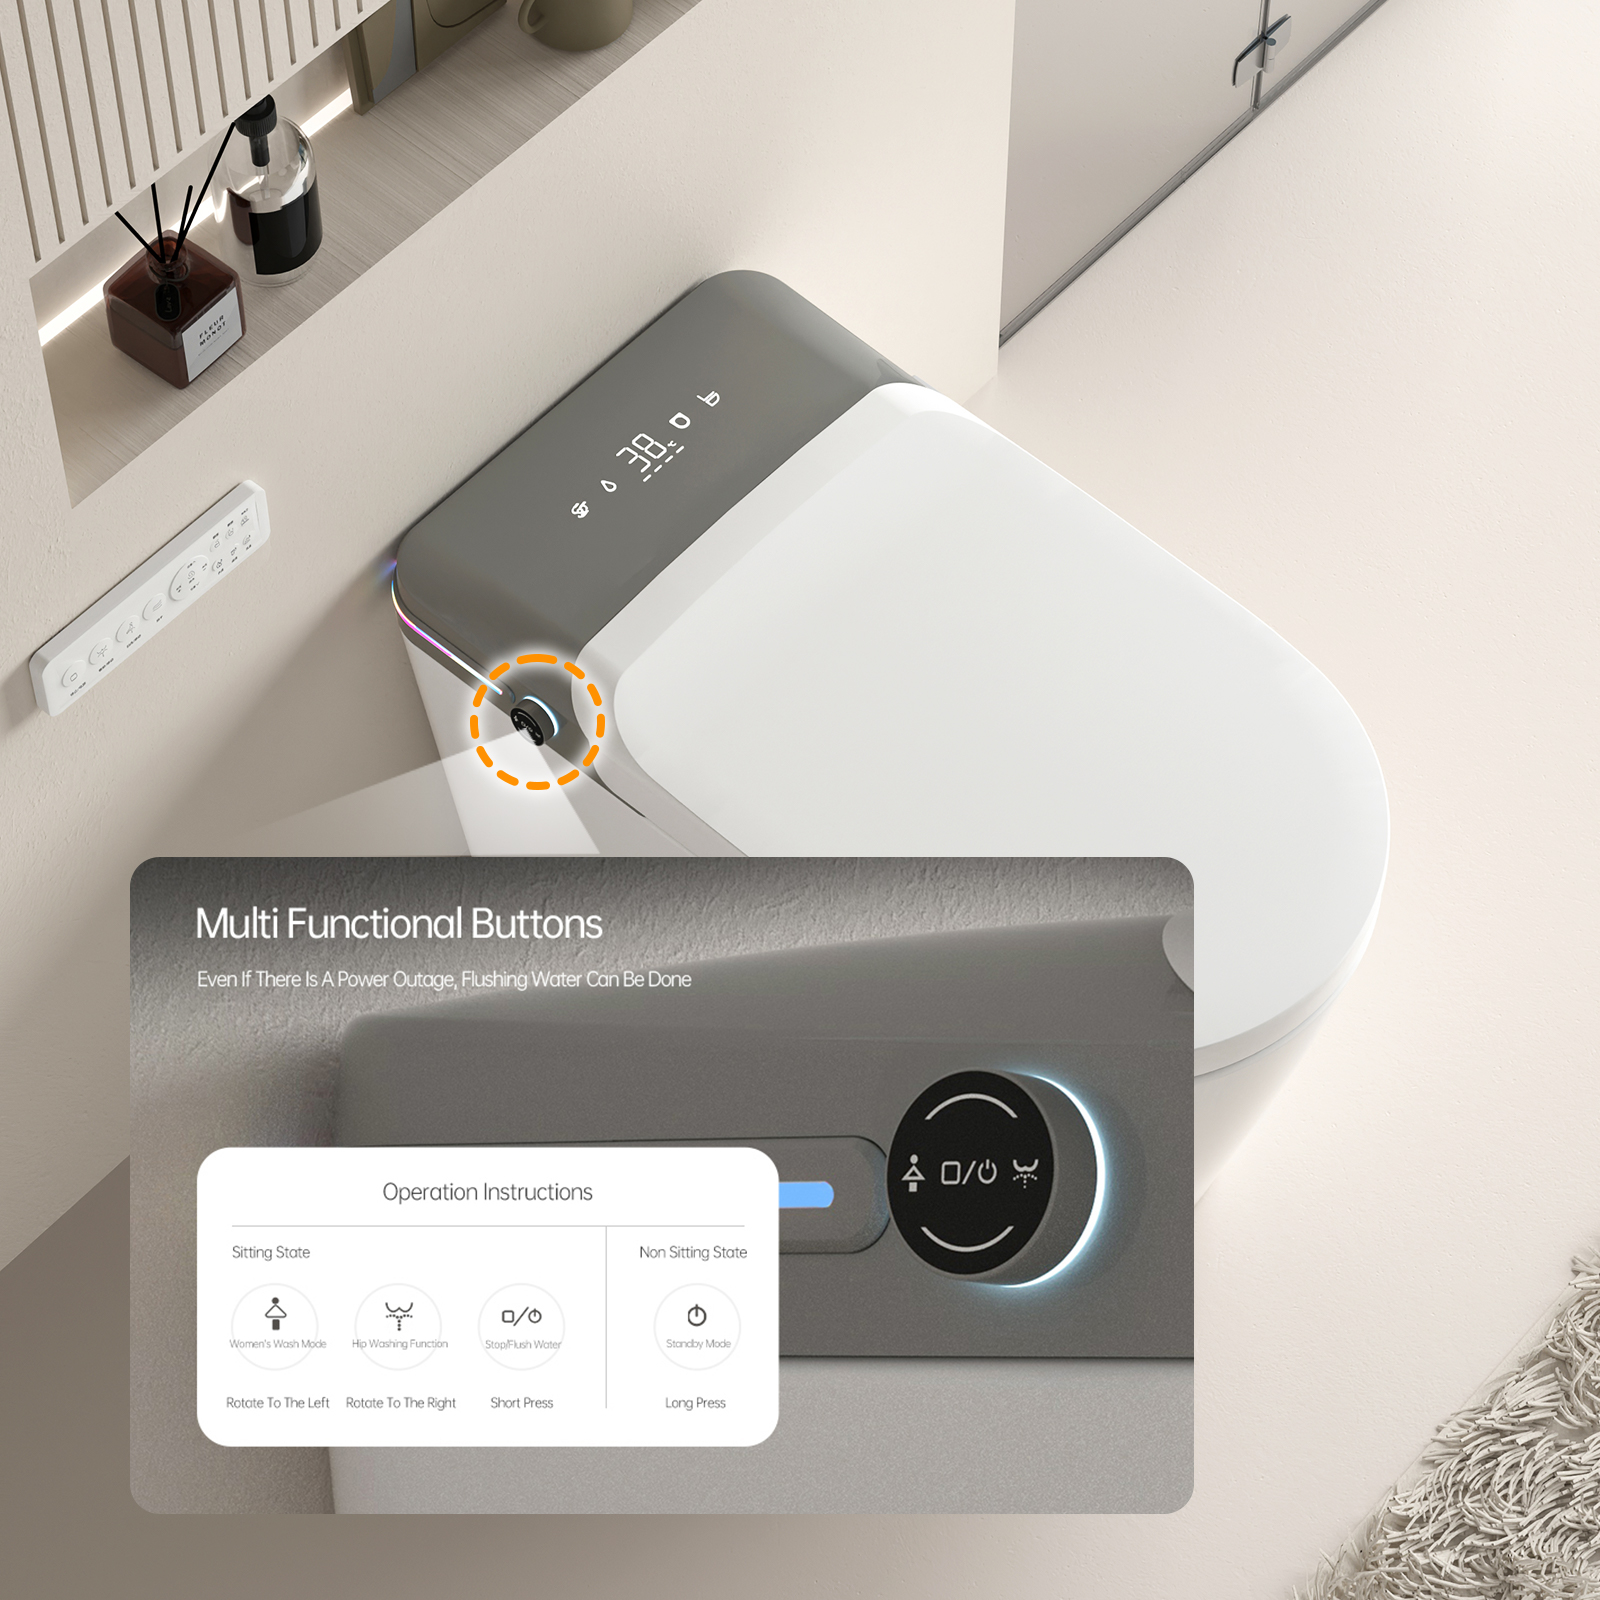 FLEUR
MONOT
38
°C
Multi Functional Buttons
Even If There Is A Power Outage, Flushing Water Can Be Done
Operation Instructions
Sitting State
Non Sitting State
Women's Wash Mode
Hip Washing Function
Stop/Flush Water
Standby Mode
Rotate To The Left
Rotate To The Right
Short Press
Long Press